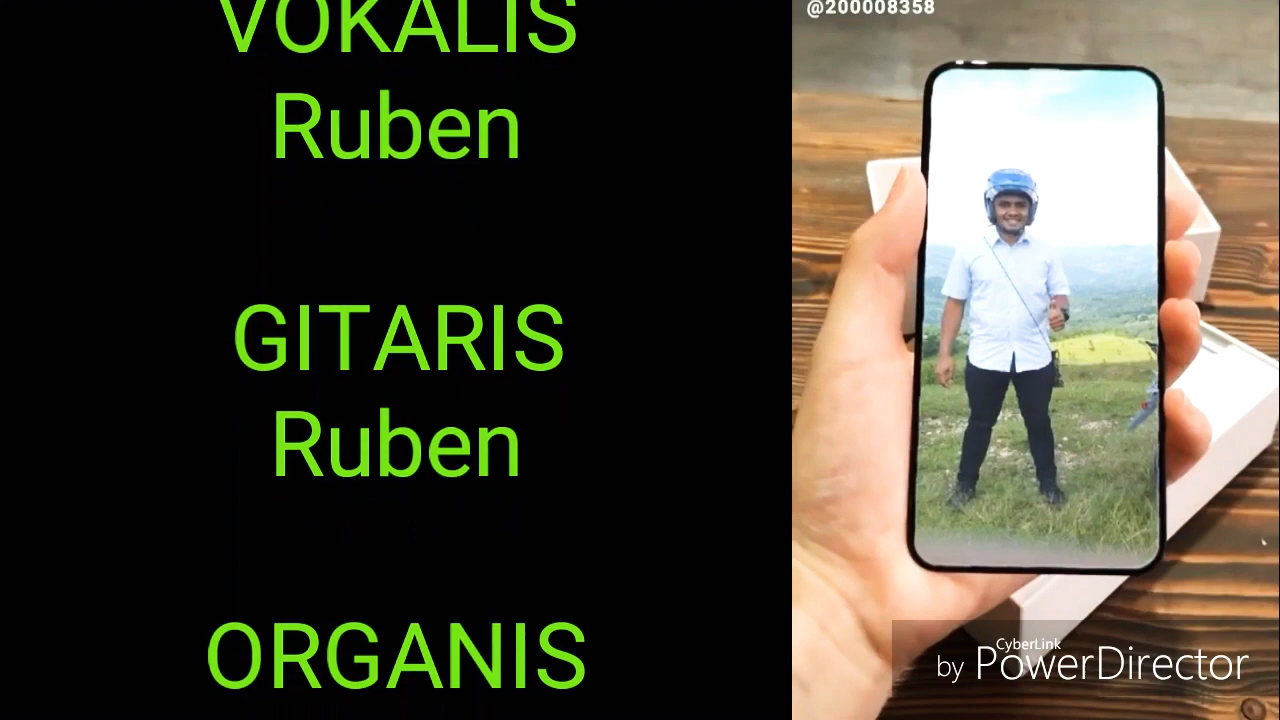 VOKALIS
Ruben
GITARIS
Ruben
ORGANIS
@200008358
CyberLink
by PowerDirector